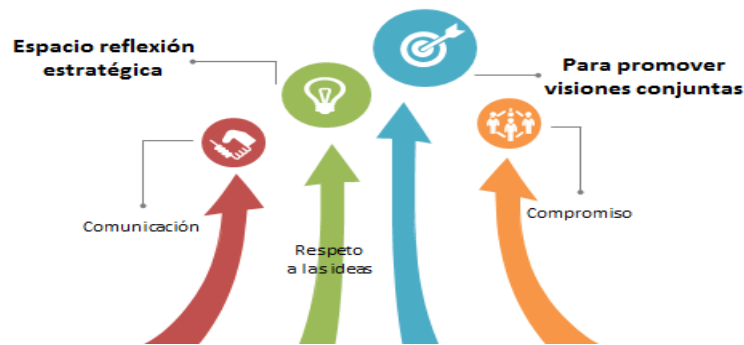 Espacio reflexión
estratégica
Para promover
visiones conjuntas
Comunicación
Respeto
a las ideas
Compromiso